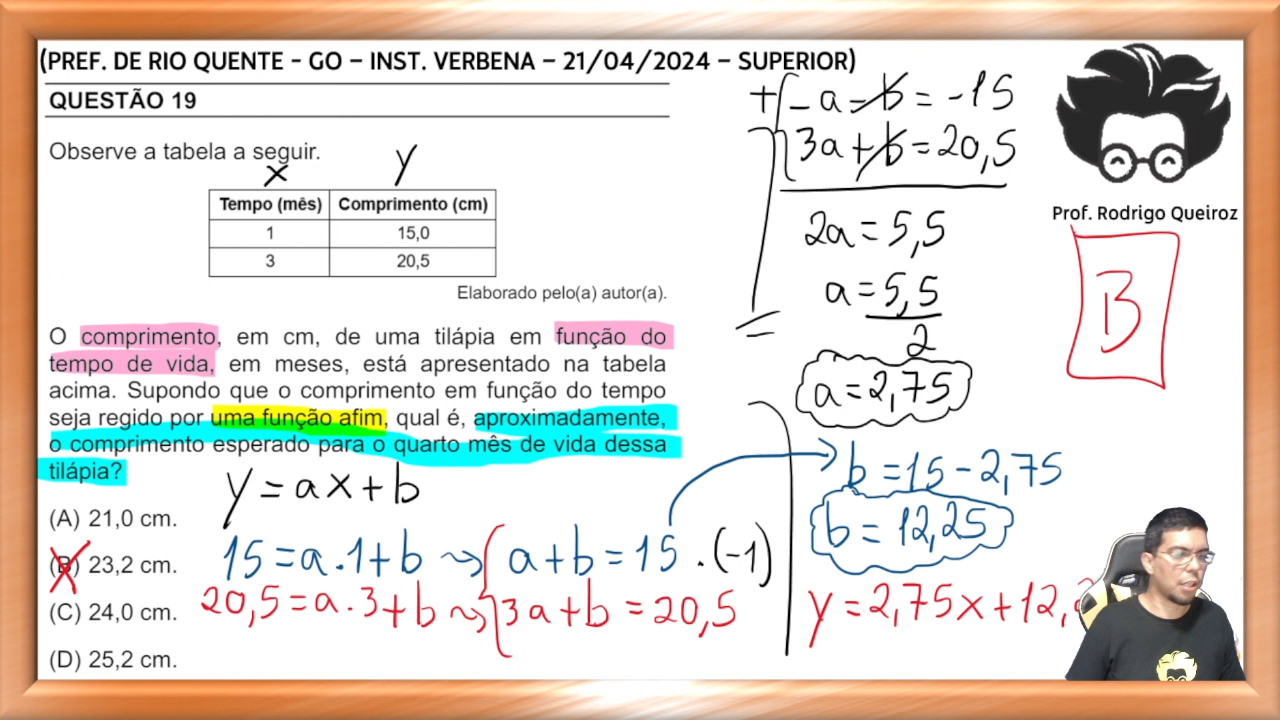 (PREF. DE RIO QUENTE - GO – INST. VERBENA – 21/04/2024 – SUPERIOR)
QUESTÃO 19
Observe a tabela a seguir.
x y
Tempo (mês) Comprimento (cm)
1 15,0
3 20,5
Elaborado pelo(a) autor(a).
O comprimento, em cm, de uma tilápia em função do
tempo de vida, em meses, está apresentado na tabela
acima. Supondo que o comprimento em função do tempo
seja regido por uma função afim, qual é, aproximadamente,
o comprimento esperado para o quarto mês de vida dessa
tilápia?
y = ax+b
(A) 21,0 cm.
(B) 23,2 cm.
(C) 24,0 cm.
(D) 25,2 cm.
15 = a.1+b a+b = 15 .(-1)
20,5 = a.3+b 3a+b = 20,5
+ -a-b = -15
3a+b = 20,5
2a = 5,5
a = 5,5
2
a = 2,75
b = 15-2,75
b = 12,25
y = 2,75x+12,
Prof. Rodrigo Queiroz
B